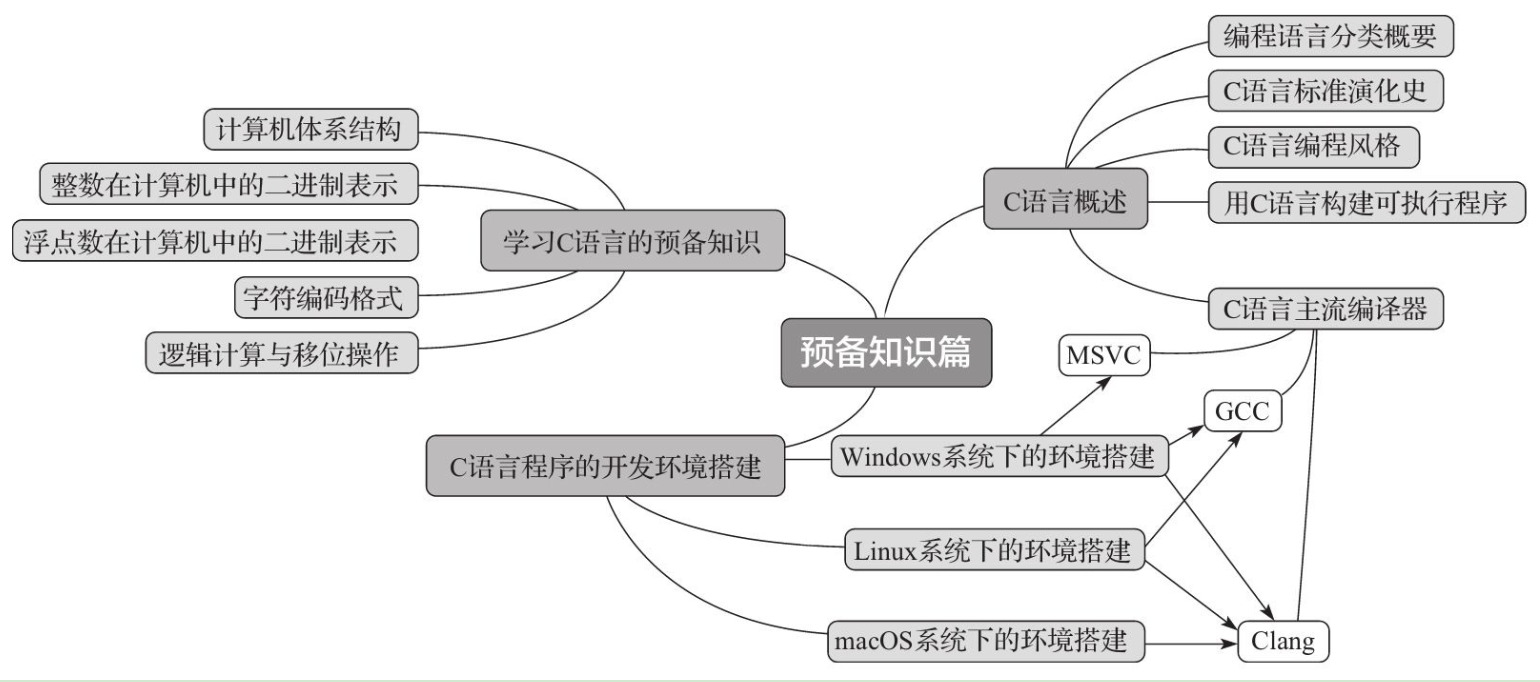 编程语言分类概要
C语言标准演化史
计算机体系结构
C语言编程风格
整数在计算机中的二进制表示
C语言概述
用C语言构建可执行程序
浮点数在计算机中的二进制表示
学习C语言的预备知识
字符编码格式
C语言主流编译器
逻辑计算与移位操作
预备知识篇
MSVC
GCC
C语言程序的开发环境搭建
Windows系统下的环境搭建
Linux系统下的环境搭建
macOS系统下的环境搭建
Clang